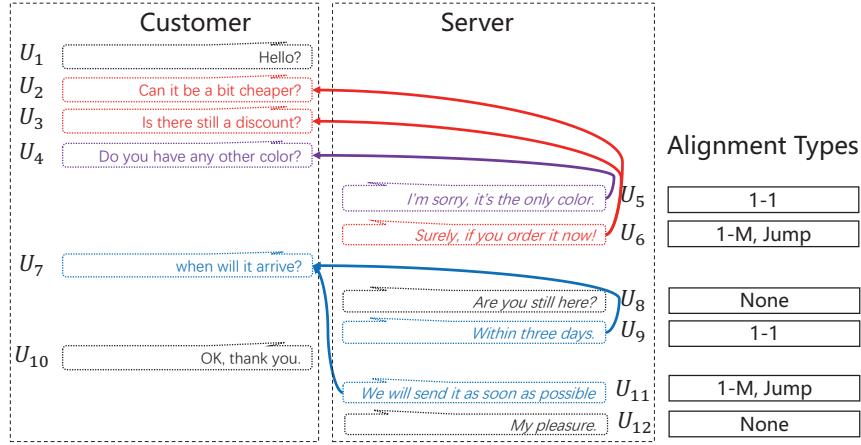 Customer Server
U1 Hello?
U2 Can it be a bit cheaper?
U3 Is there still a discount?
U4 Do you have any other color?
Alignment Types
I'm sorry, it's the only color. U5 1-1
Surely, if you order it now! U6 1-M, Jump
U7 when will it arrive?
Are you still here? U8 None
Within three days. U9 1-1
U10 OK, thank you.
We will send it as soon as possible U11 1-M, Jump
My pleasure. U12 None